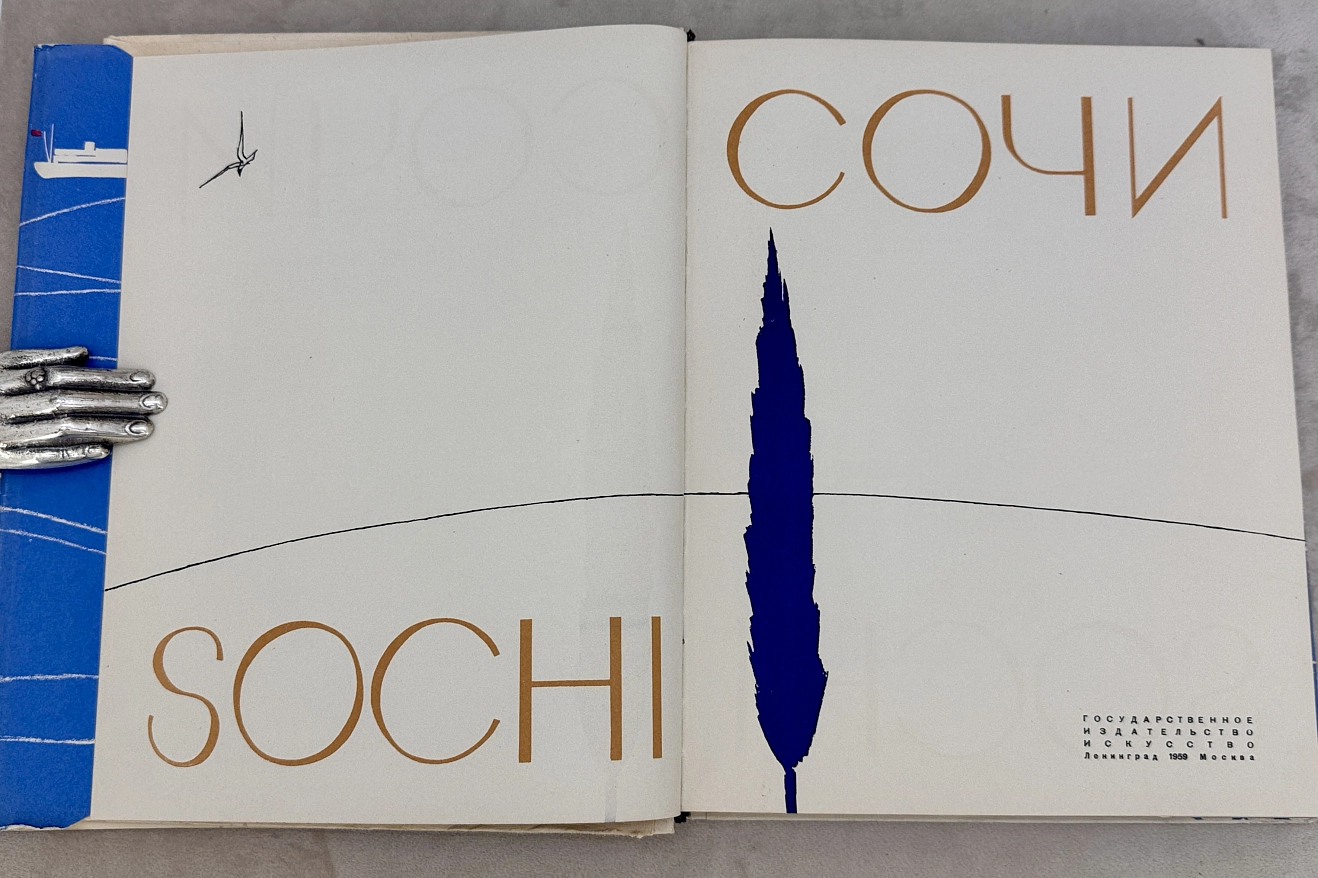 SOCHI
СОЧИ
ГОСУДАРСТВЕННОЕ
ИЗДАТЕЛЬСТВО
ИСКУССТВО
Ленинград 1959 Москва